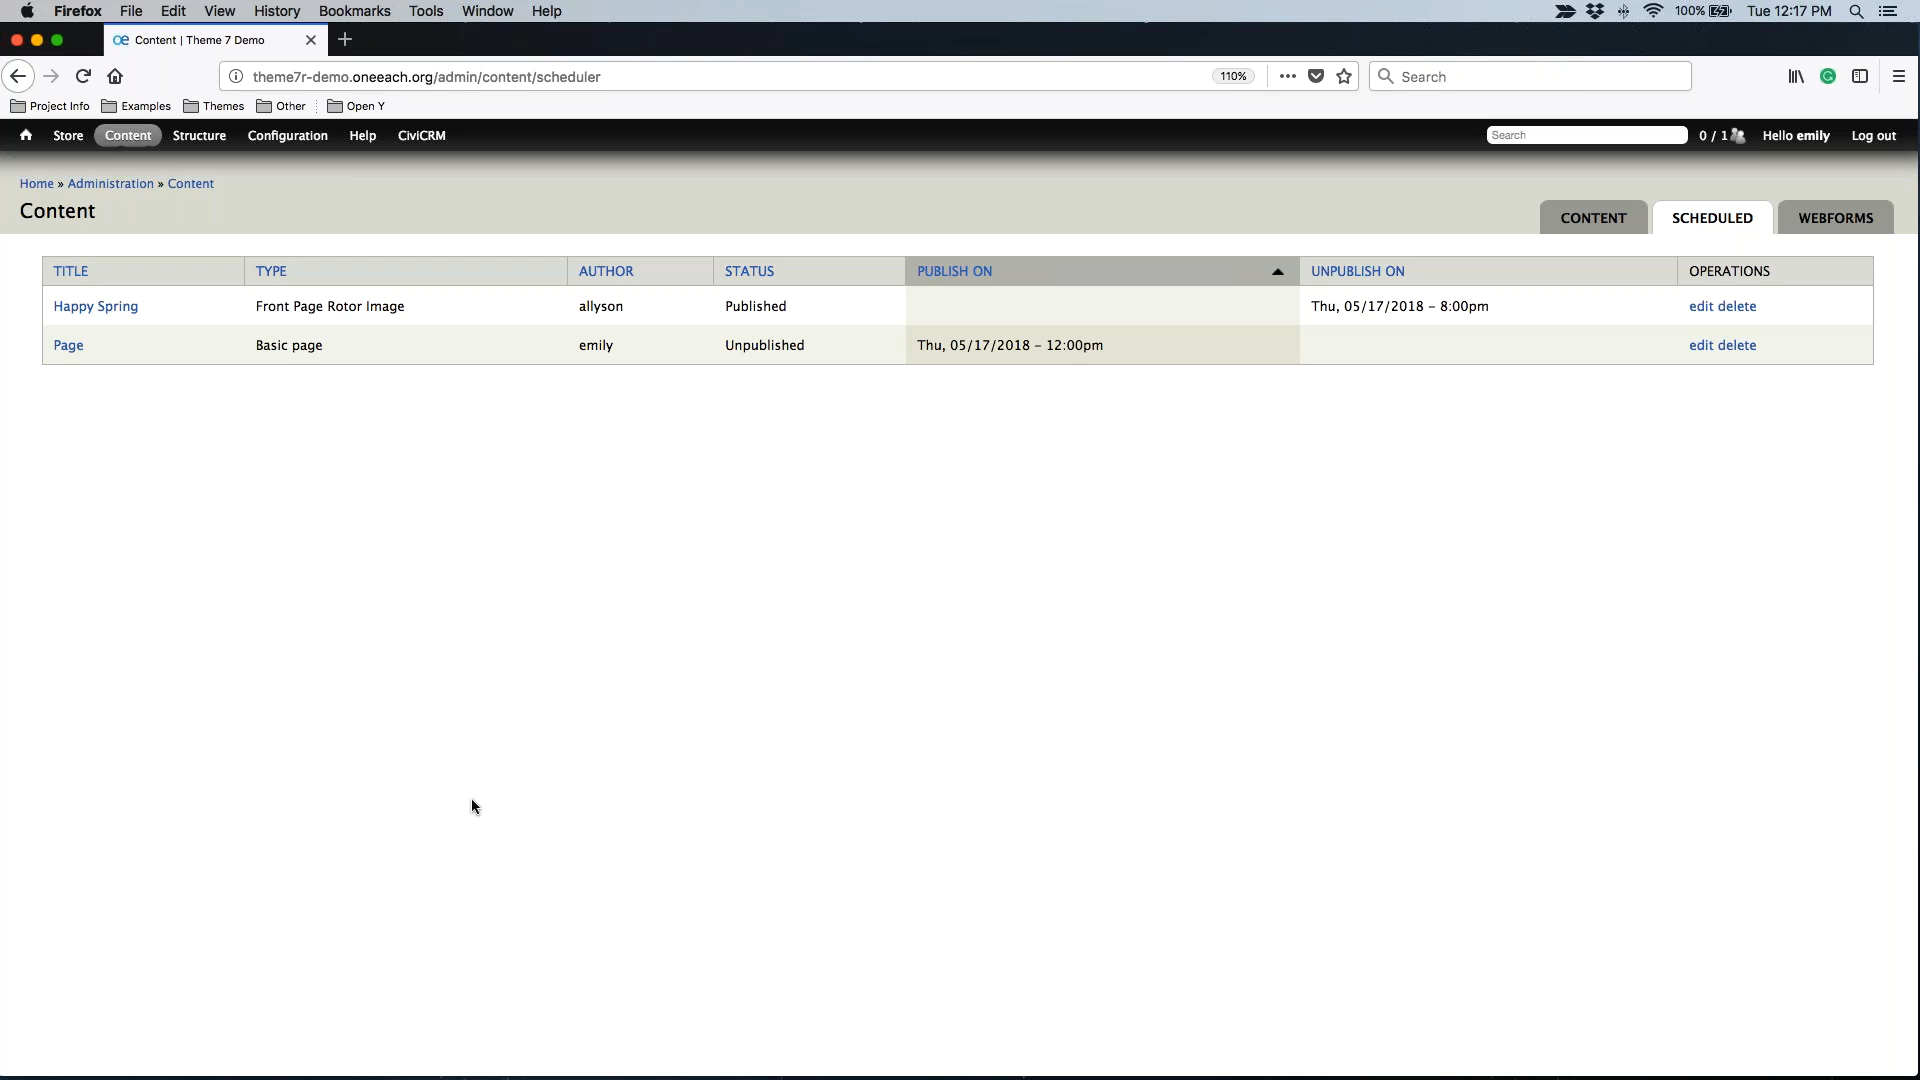 Firefox File Edit View History Bookmarks Tools Window Help 100% Tue 12:17 PM
Content | Theme 7 Demo
theme7r-demo.oneeach.org/admin/content/scheduler 110% Search
Project Info Examples Themes Other Open Y
Store Content Structure Configuration Help CiviCRM Search 0 / 1 Hello emily Log out
Home » Administration » Content
Content
CONTENT SCHEDULED WEBFORMS
TITLE TYPE AUTHOR STATUS PUBLISH ON UNPUBLISH ON OPERATIONS
Happy Spring Front Page Rotor Image allyson Published Thu, 05/17/2018 – 8:00pm edit delete
Page Basic page emily Unpublished Thu, 05/17/2018 – 12:00pm edit delete